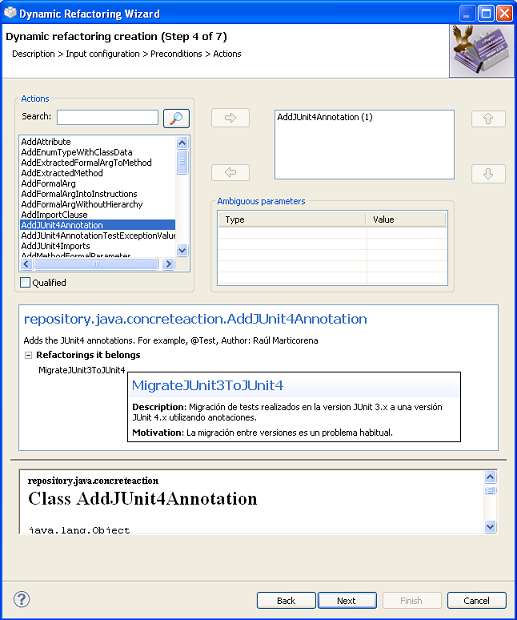 Dynamic Refactoring Wizard
Dynamic refactoring creation (Step 4 of 7)
Description > Input configuration > Preconditions > Actions
Actions
Search:
AddAttribute
AddEnumTypeWithClassData
AddExtractedFormalArgToMethod
AddExtractedMethod
AddFormalArg
AddFormalArgIntoInstructions
AddFormalArgWithoutHierarchy
AddImportClause
AddJUnit4Annotation
AddJUnit4AnnotationTestExceptionValue
AddJUnit4Imports
AddMethodFormalParameter
Qualified
AddJUnit4Annotation (1)
Ambiguous parameters
Type Value
repository.java.concreteaction.AddJUnit4Annotation
Adds the JUnit4 annotations. For example, @Test, Author: Raúl Marticorena
Refactorings it belongs
MigrateJUnit3ToJUnit4
MigrateJUnit3ToJUnit4
Description: Migración de tests realizados en la version JUnit 3.x a una versión
JUnit 4.x utilizando anotaciones.
Motivation: La migración entre versiones es un problema habitual.
repository.java.concreteaction
Class AddJUnit4Annotation
java.lang.Object
Back Next Finish Cancel